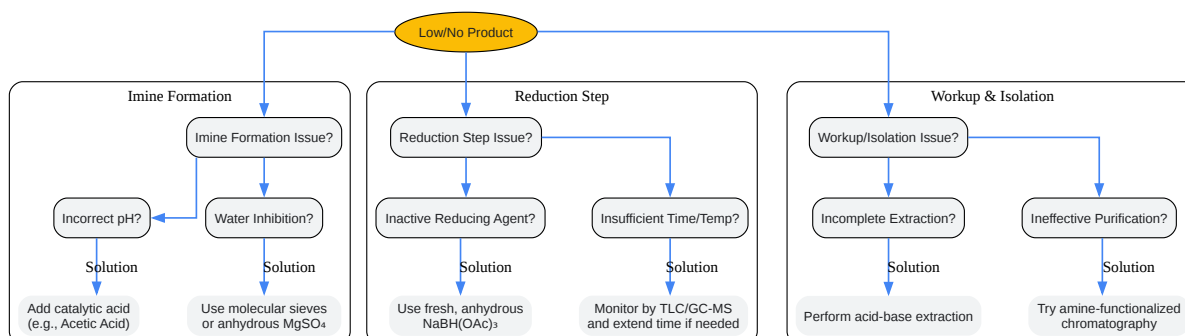 Low/No Product
Imine Formation
Reduction Step
Workup & Isolation
Imine Formation Issue?
Reduction Step Issue?
Workup/Isolation Issue?
Incorrect pH?
Water Inhibition?
Inactive Reducing Agent?
Insufficient Time/Temp?
Incomplete Extraction?
Ineffective Purification?
Solution
Solution
Solution
Solution
Solution
Solution
Add catalytic acid
(e.g., Acetic Acid)
Use molecular sieves
or anhydrous MgSO₄
Use fresh, anhydrous
NaBH(OAc)₃
Monitor by TLC/GC-MS
and extend time if needed
Perform acid-base extraction
Try amine-functionalized
chromatography